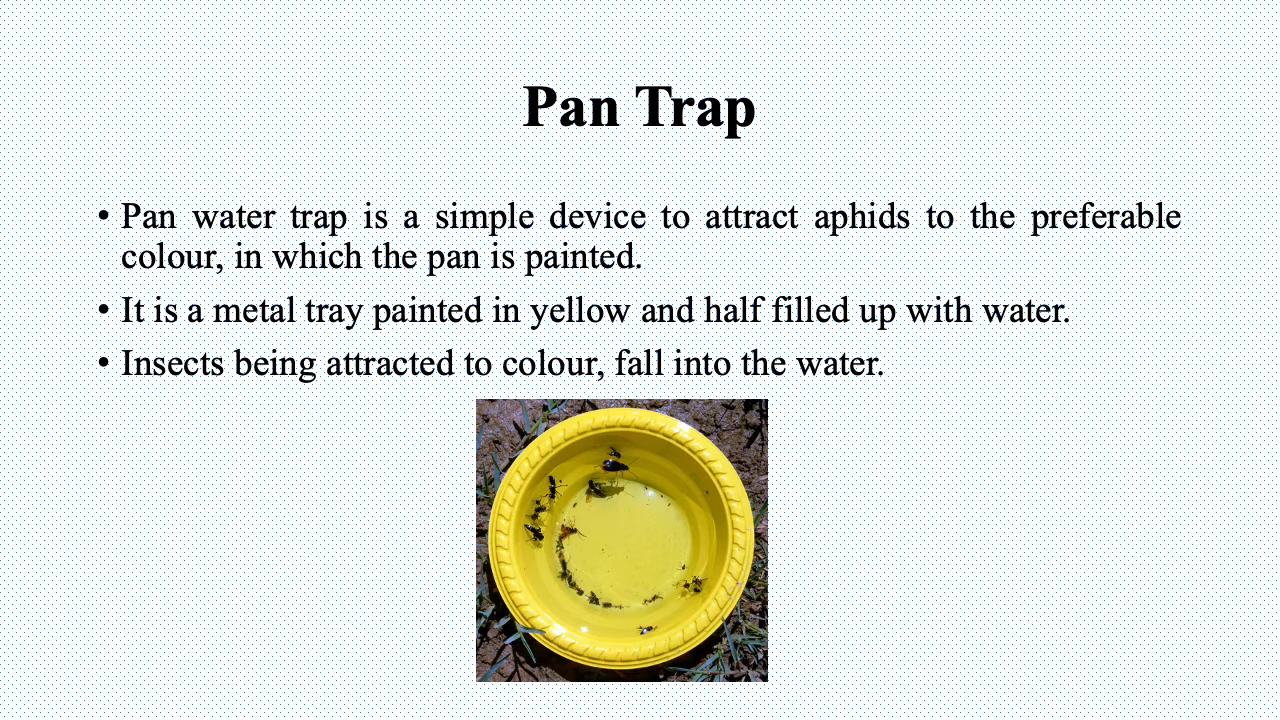 Pan Trap
• Pan water trap is a simple device to attract aphids to the preferable
colour, in which the pan is painted.
• It is a metal tray painted in yellow and half filled up with water.
• Insects being attracted to colour, fall into the water.